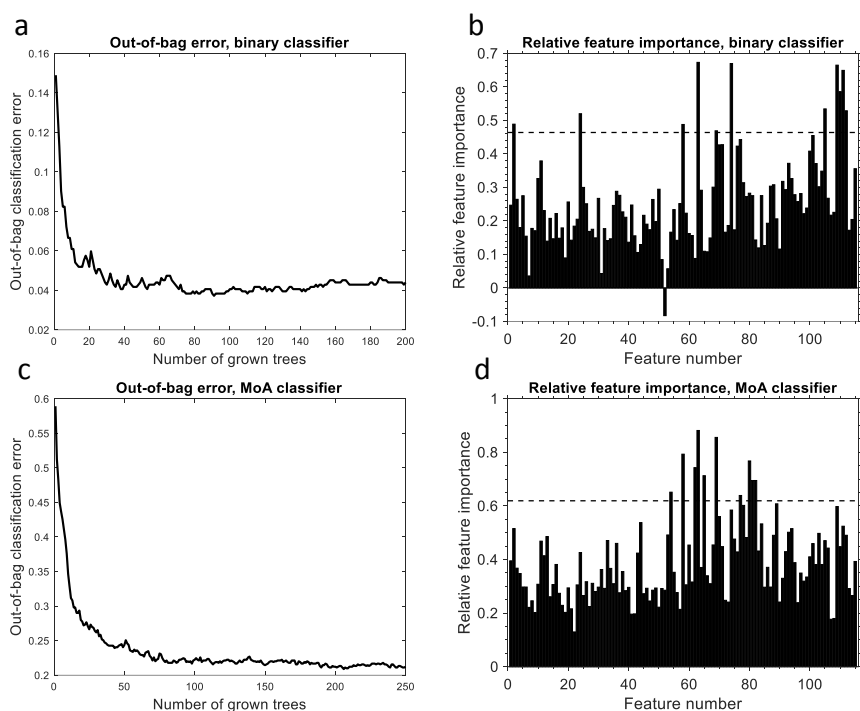 a
Out-of-bag error, binary classifier
0.16
0.14
0.12
0.1
0.08
0.06
0.04
0.02
Out-of-bag classification error
0 20 40 60 80 100 120 140 160 180 200
Number of grown trees
b
Relative feature importance, binary classifier
0.7
0.6
0.5
0.4
0.3
0.2
0.1
0
-0.1
Relative feature importance
0 20 40 60 80 100
Feature number
c
Out-of-bag error, MoA classifier
0.6
0.55
0.5
0.45
0.4
0.35
0.3
0.25
0.2
Out-of-bag classification error
0 50 100 150 200 250
Number of grown trees
d
Relative feature importance, MoA classifier
1
0.8
0.6
0.4
0.2
0
Relative feature importance
0 20 40 60 80 100
Feature number